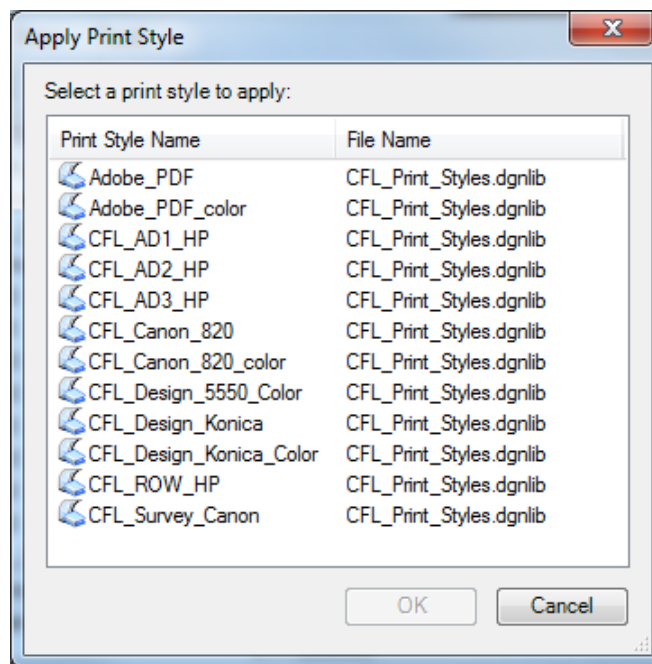 Apply Print Style
Select a print style to apply:
Print Style Name File Name
Adobe_PDF CFL_Print_Styles.dgnlib
Adobe_PDF_color CFL_Print_Styles.dgnlib
CFL_AD1_HP CFL_Print_Styles.dgnlib
CFL_AD2_HP CFL_Print_Styles.dgnlib
CFL_AD3_HP CFL_Print_Styles.dgnlib
CFL_Canon_820 CFL_Print_Styles.dgnlib
CFL_Canon_820_color CFL_Print_Styles.dgnlib
CFL_Design_5550_Color CFL_Print_Styles.dgnlib
CFL_Design_Konica CFL_Print_Styles.dgnlib
CFL_Design_Konica_Color CFL_Print_Styles.dgnlib
CFL_ROW_HP CFL_Print_Styles.dgnlib
CFL_Survey_Canon CFL_Print_Styles.dgnlib
OK Cancel